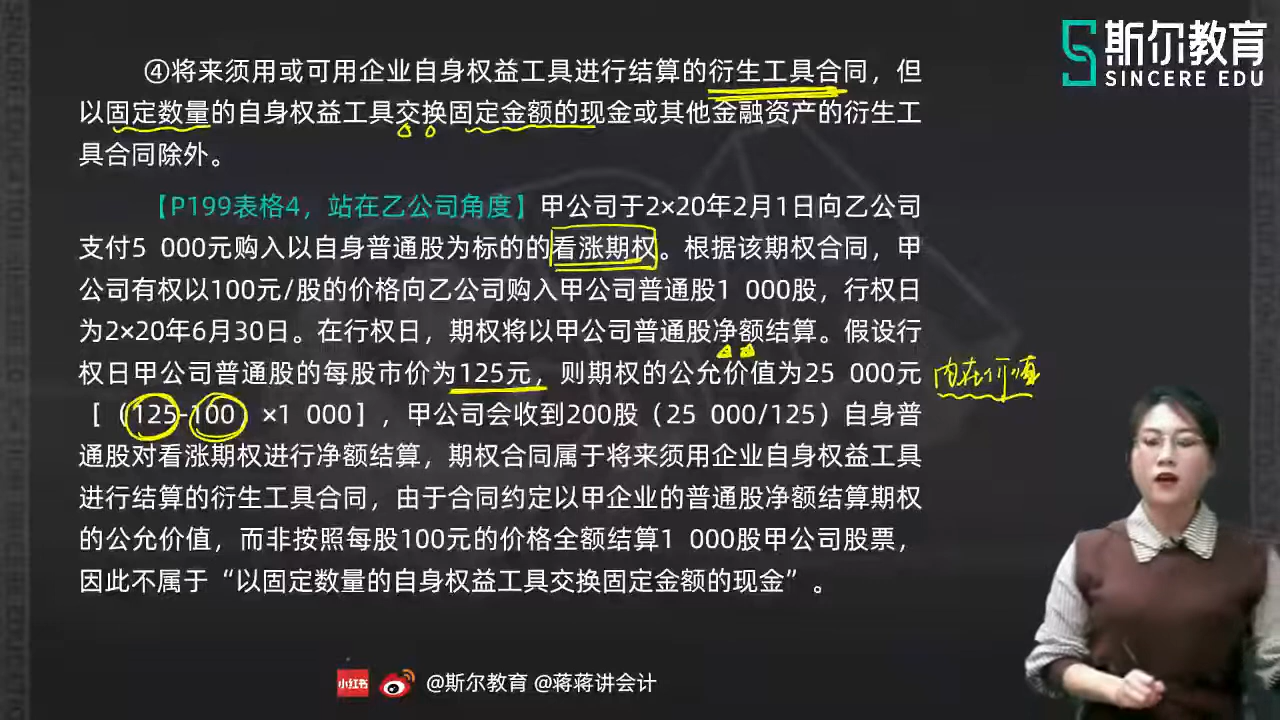 斯尔教育
SINCERE EDU
④将来须用或可用企业自身权益工具进行结算的衍生工具合同，但
以固定数量的自身权益工具交换固定金额的现金或其他金融资产的衍生工
具合同除外。
【P199表格4，站在乙公司角度】甲公司于2×20年2月1日向乙公司
支付5 000元购入以自身普通股为标的的看涨期权。根据该期权合同，甲
公司有权以100元/股的价格向乙公司购入甲公司普通股1 000股，行权日
为2×20年6月30日。在行权日，期权将以甲公司普通股净额结算。假设行
权日甲公司普通股的每股市价为125元，则期权的公允价值为25 000元
内在价值
[（125-100）×1 000]，甲公司会收到200股（25 000/125）自身普
通股对看涨期权进行净额结算，期权合同属于将来须用企业自身权益工具
进行结算的衍生工具合同，由于合同约定以甲企业的普通股净额结算期权
的公允价值，而非按照每股100元的价格全额结算1 000股甲公司股票，
因此不属于“以固定数量的自身权益工具交换固定金额的现金”。
小红书 @斯尔教育 @蒋蒋讲会计